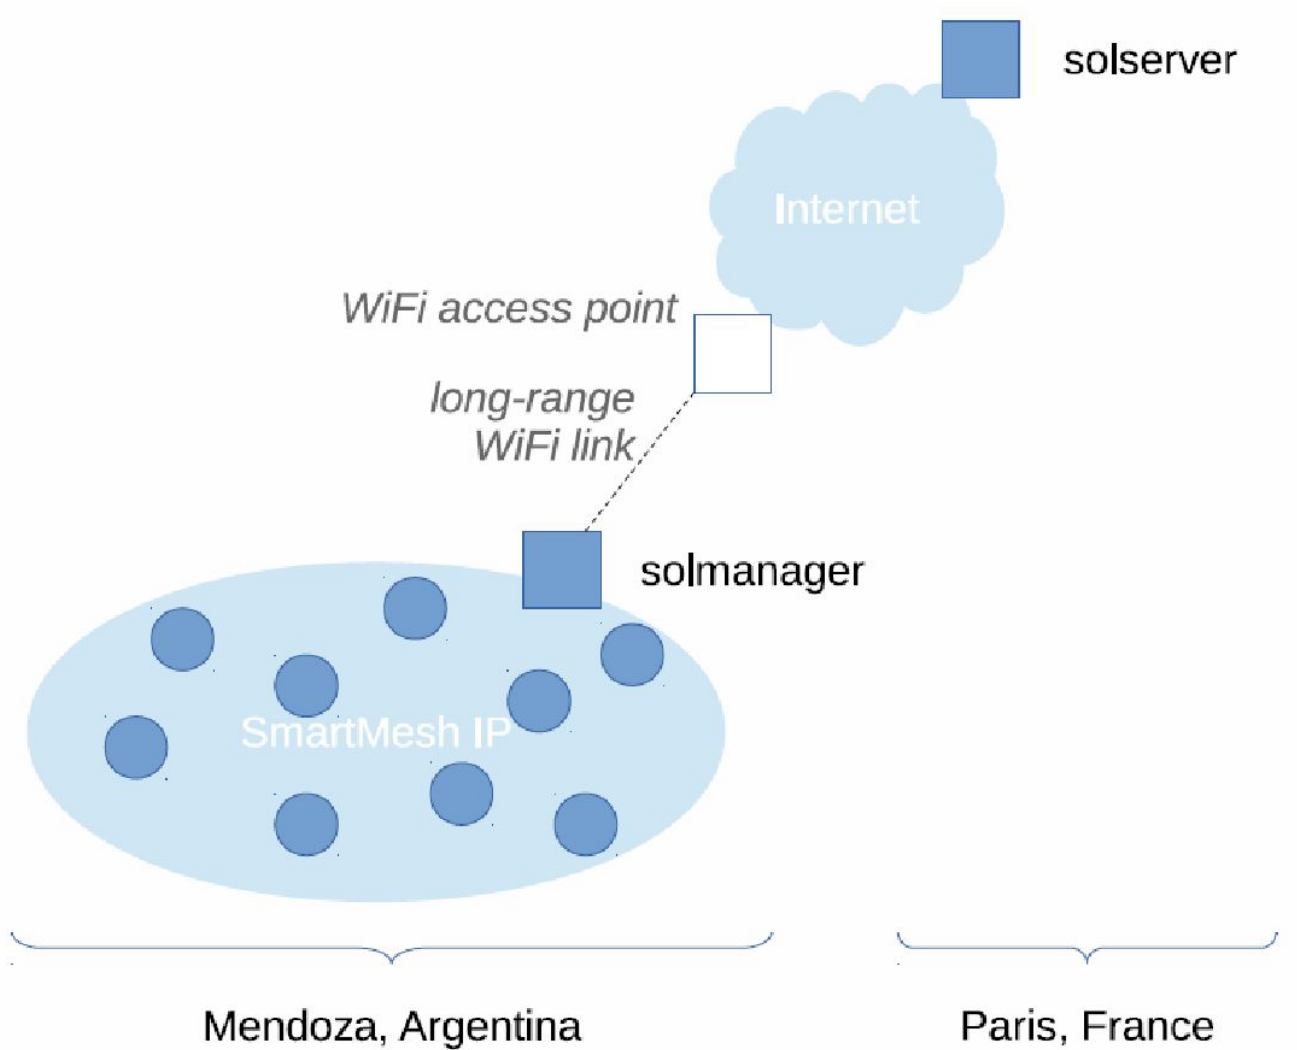 solserver
Internet
WiFi access point
long-range
WiFi link
solmanager
SmartMesh IP
Mendoza, Argentina
Paris, France